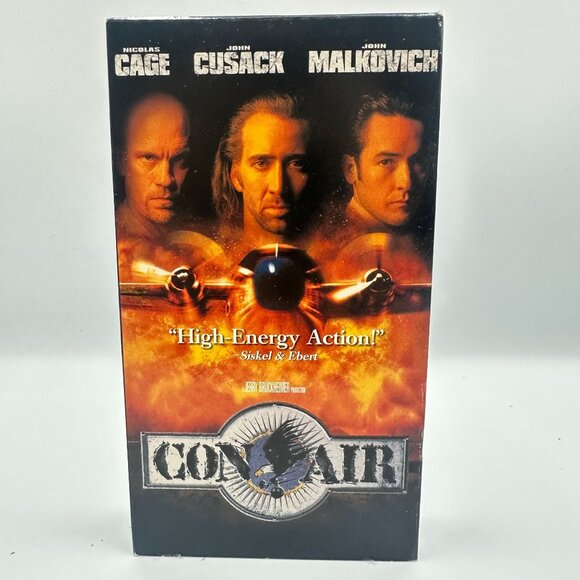 NICOLAS JOHN JOHN
CAGE CUSACK MALKOVICH
"High-Energy Action!"
-Siskel & Ebert
JERRY BRUCKHEIMER PRODUCTION
CON AIR